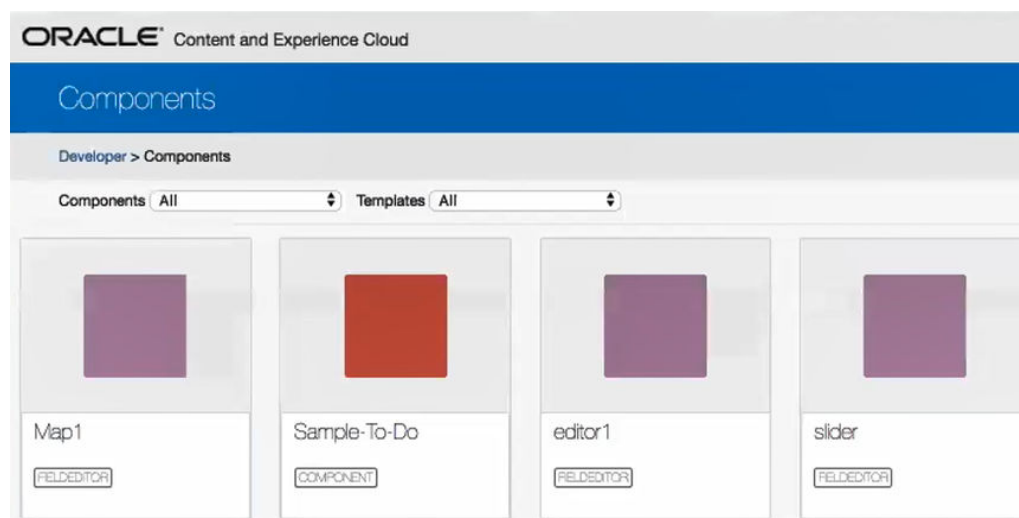 ORACLE® Content and Experience Cloud
Components
Developer > Components
Components All Templates All
Map1 Sample-To-Do editor1 slider
FIELDEDITOR COMPONENT FIELDEDITOR FIELDEDITOR